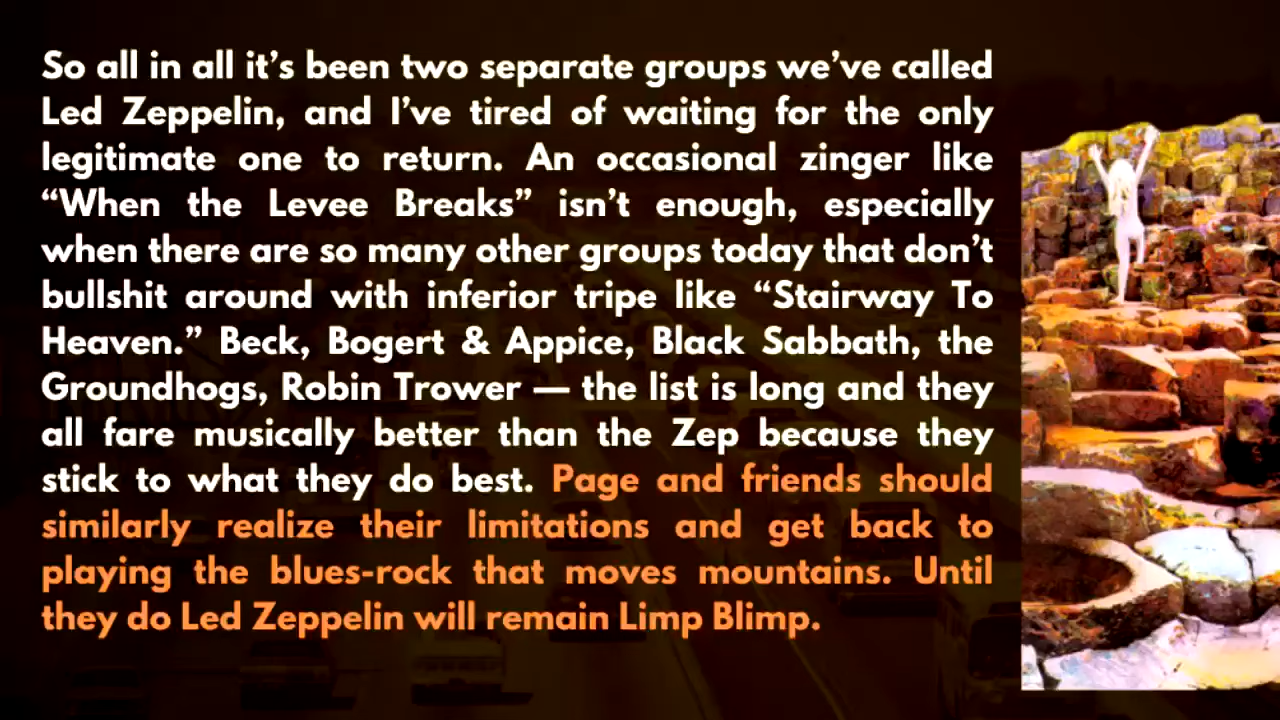 So all in all it’s been two separate groups we’ve called
Led Zeppelin, and I’ve tired of waiting for the only
legitimate one to return. An occasional zinger like
“When the Levee Breaks” isn’t enough, especially
when there are so many other groups today that don’t
bullshit around with inferior tripe like “Stairway To
Heaven.” Beck, Bogert & Appice, Black Sabbath, the
Groundhogs, Robin Trower — the list is long and they
all fare musically better than the Zep because they
stick to what they do best. Page and friends should
similarly realize their limitations and get back to
playing the blues-rock that moves mountains. Until
they do Led Zeppelin will remain Limp Blimp.